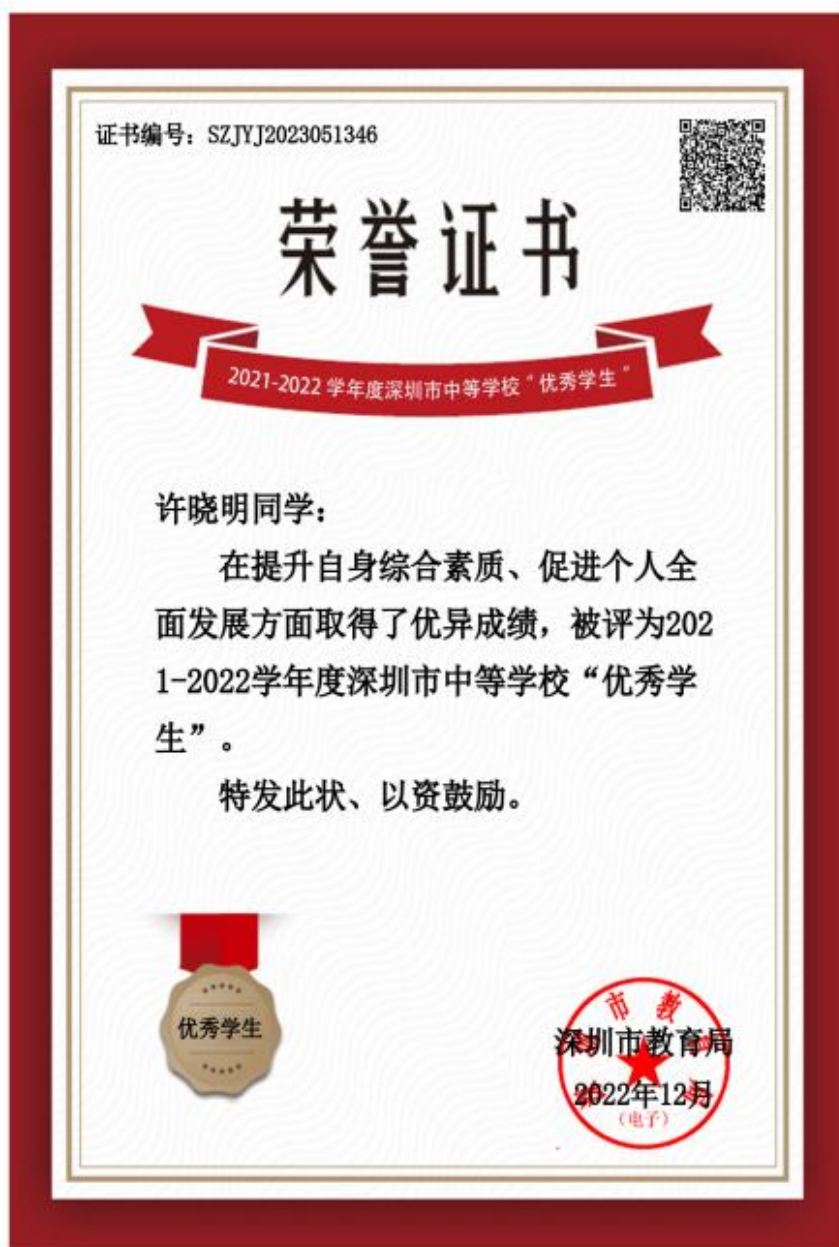 证书编号：SZJYJ2023051346
荣誉证书
2021-2022 学年度深圳市中等学校“优秀学生”
许晓明同学：
在提升自身综合素质、促进个人全
面发展方面取得了优异成绩，被评为202
1-2022学年度深圳市中等学校“优秀学
生”。
特发此状、以资鼓励。
优秀学生
深圳市教育局
2022年12月
深圳市教育局
（电子）